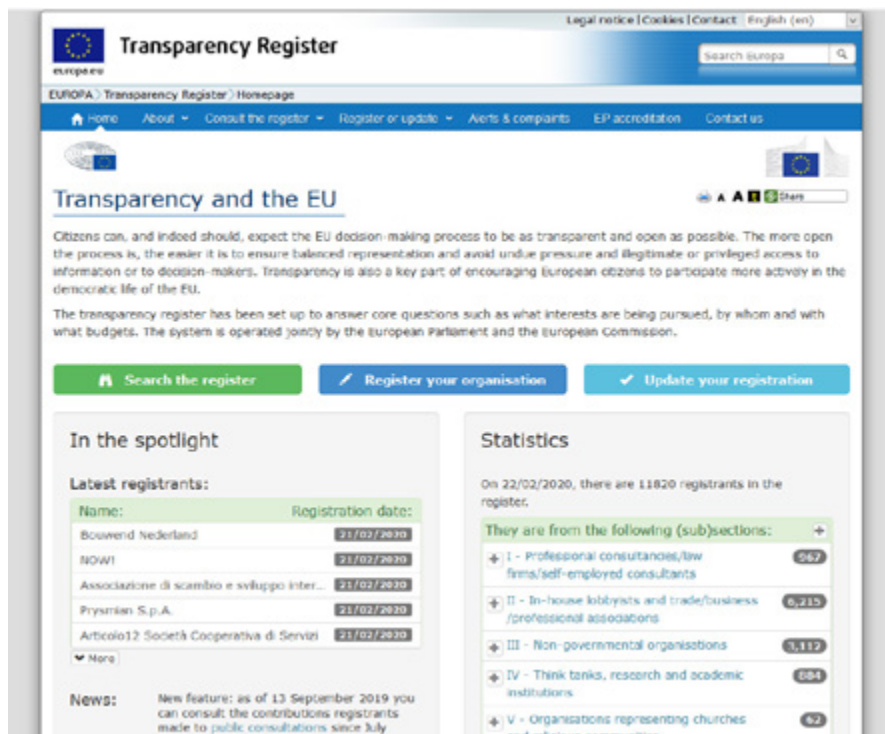 Legal notice | Cookies | Contact English (en)
Transparency Register
europa.eu
Search Europa
EUROPA > Transparency Register > Homepage
Home About Consult the register Register or update Alerts & complaints EP accreditation Contact us
Transparency and the EU
A A Share
Citizens can, and indeed should, expect the EU decision-making process to be as transparent and open as possible. The more open
the process is, the easier it is to ensure balanced representation and avoid undue pressure and illegitimate or privileged access to
information or to decision-makers. Transparency is also a key part of encouraging European citizens to participate more actively in the
democratic life of the EU.
The transparency register has been set up to answer core questions such as what interests are being pursued, by whom and with
what budgets. The system is operated jointly by the European Parliament and the European Commission.
Search the register Register your organisation Update your registration
In the spotlight
Latest registrants:
Name: Registration date:
Bouwend Nederland 21/02/2020
NOW! 21/02/2020
Associazione di scambio e sviluppo inter... 21/02/2020
Prysmian S.p.A. 21/02/2020
Articolo12 Società Cooperativa di Servizi 21/02/2020
More
News: New feature: as of 13 September 2019 you
can consult the contributions registrants
made to public consultations since July
Statistics
On 22/02/2020, there are 11820 registrants in the
register.
They are from the following (sub)sections: +
+ I - Professional consultancies/law 967
firms/self-employed consultants
+ II - In-house lobbyists and trade/business 6,215
/professional associations
+ III - Non-governmental organisations 3,112
+ IV - Think tanks, research and academic 884
institutions
+ V - Organisations representing churches 62